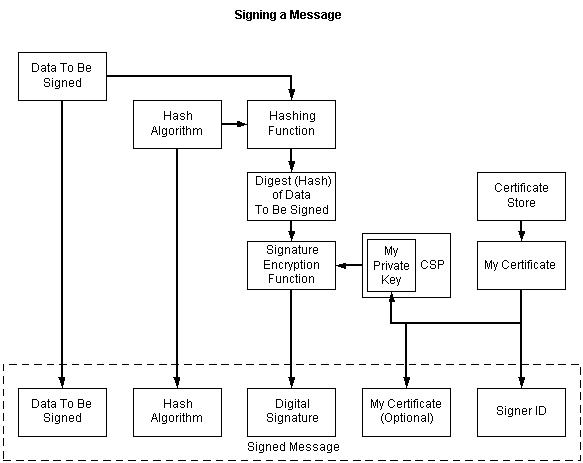 Signing a Message
Data To Be
Signed
Hash
Algorithm
Hashing
Function
Digest (Hash)
of Data
To Be Signed
Certificate
Store
Signature
Encryption
Function
My
Private
Key
CSP
My Certificate
Data To Be
Signed
Hash
Algorithm
Digital
Signature
My Certificate
(Optional)
Signer ID
Signed Message